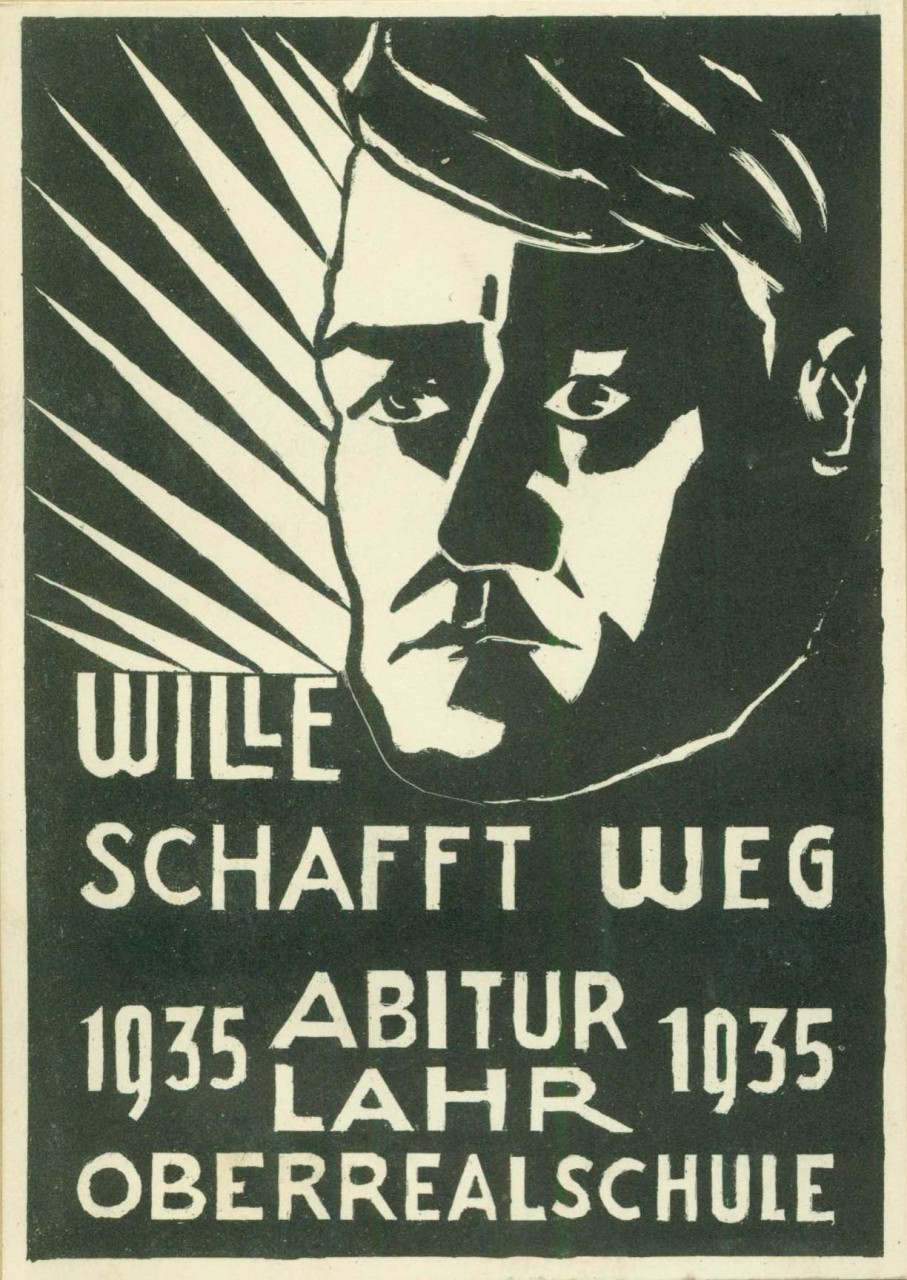 WILLE
SCHAFFT WEG
1935 ABITUR 1935
LAHR
OBERREALSCHULE